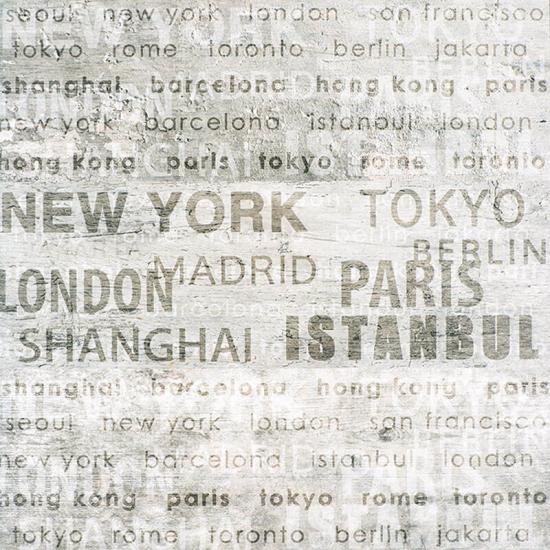 seoul new york london san francisco
tokyo rome toronto berlin jakarta
shanghai barcelona hong kong paris
new york barcelona istanbul london
hong kong paris tokyo rome toronto
NEW YORK TOKYO
BERLIN
MADRID
LONDON PARIS
SHANGHAI ISTANBUL
shanghai barcelona hong kong paris
seoul new york london san francisco
new york barcelona istanbul london
hong kong paris tokyo rome toronto
tokyo rome toronto berlin jakarta